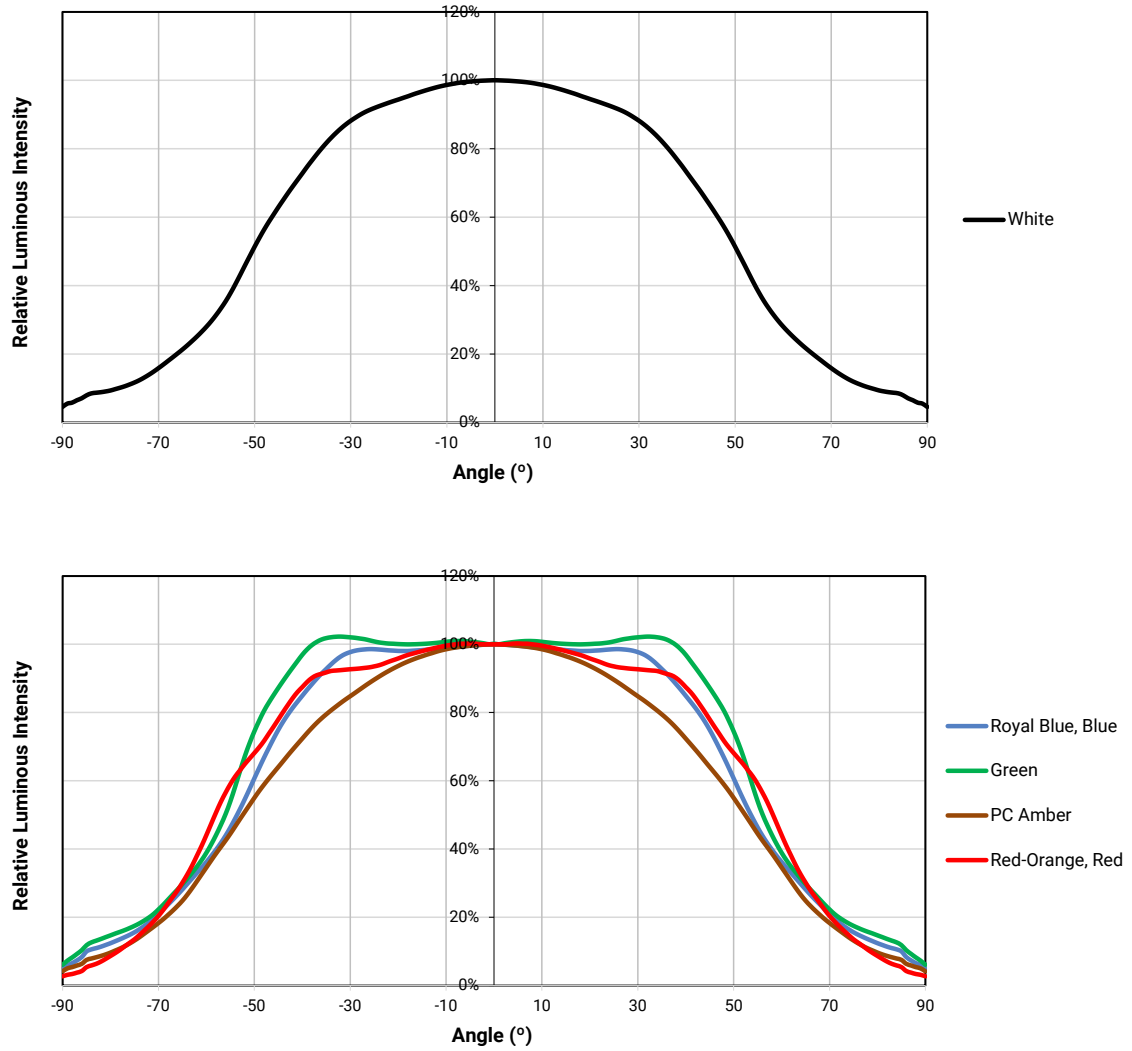 120%
100%
80%
60%
40%
20%
0%
-90 -70 -50 -30 -10 10 30 50 70 90
Relative Luminous Intensity
Angle (º)
White
120%
100%
80%
60%
40%
20%
0%
-90 -70 -50 -30 -10 10 30 50 70 90
Relative Luminous Intensity
Angle (º)
Royal Blue, Blue
Green
PC Amber
Red-Orange, Red